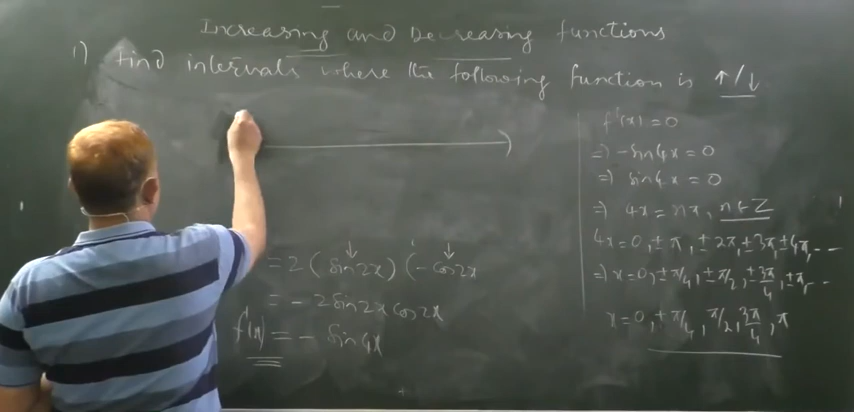 Increasing and Decreasing functions
1) Find intervals where the following function is ↑/↓
= 2 (sin2x) (-cos2x
= - 2sin2x cos2x
f'(x) = - sin4x
f'(x) = 0
⇒ -sin4x = 0
⇒ sin4x = 0
⇒ 4x = nπ, n∈Z
4x = 0, ±π, ±2π, ±3π, ±4π, ---
⇒ x = 0, ±π/4, ±π/2, ±3π/4, ±π, --
x = 0, ±π/4, π/2, 3π/4, π